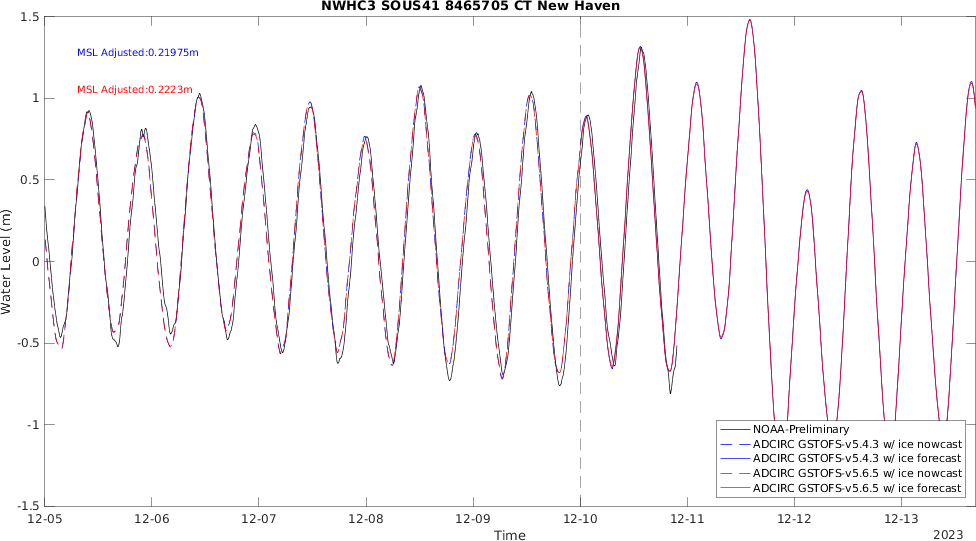 NWHC3 SOUS41 8465705 CT New Haven
1.5
1
0.5
0
-0.5
-1
-1.5
Water Level (m)
MSL Adjusted:0.21975m
MSL Adjusted:0.2223m
NOAA-Preliminary
ADCIRC GSTOFS-v5.4.3 w/ ice nowcast
ADCIRC GSTOFS-v5.4.3 w/ ice forecast
ADCIRC GSTOFS-v5.6.5 w/ ice nowcast
ADCIRC GSTOFS-v5.6.5 w/ ice forecast
12-05 12-06 12-07 12-08 12-09 12-10 12-11 12-12 12-13
Time
2023